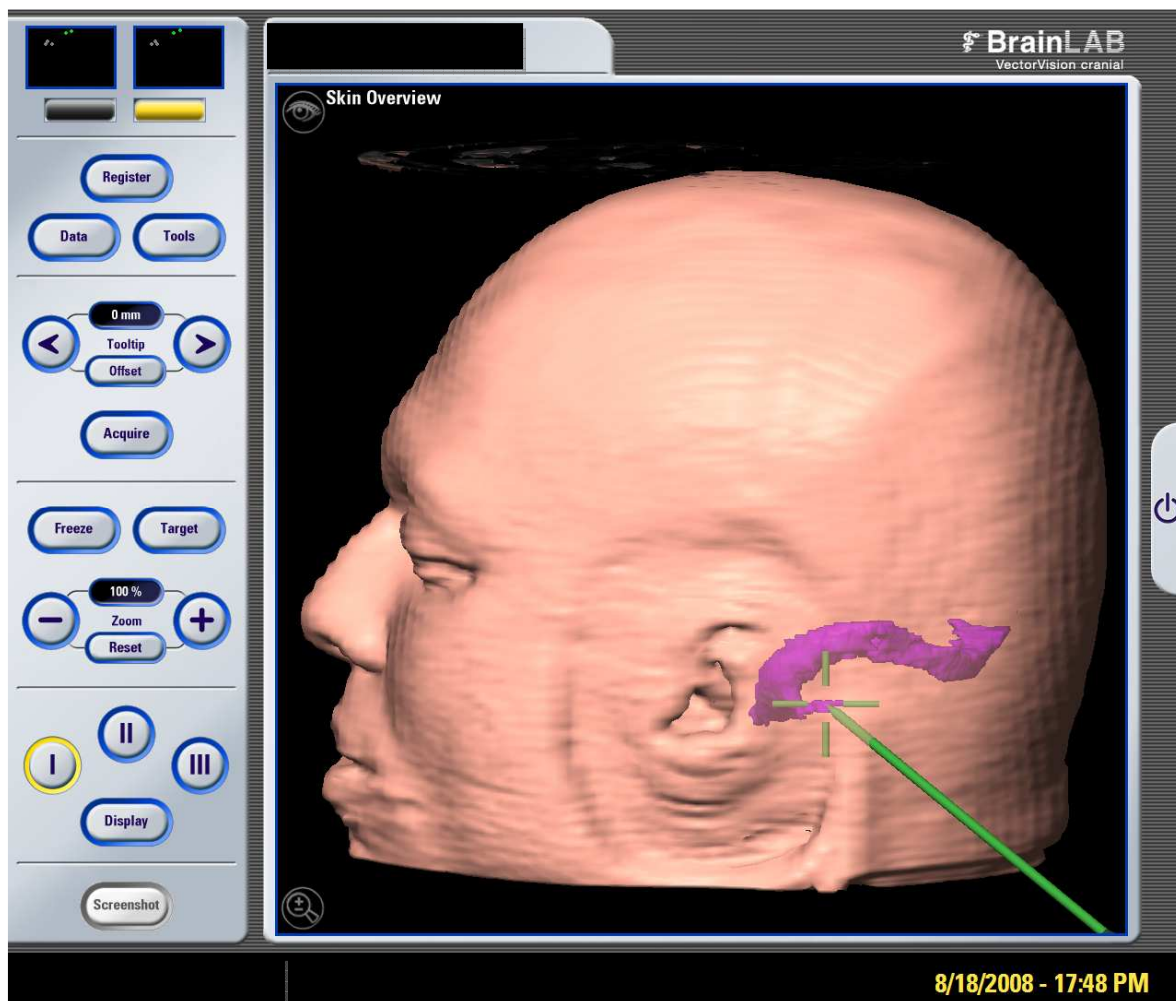 BrainLAB
VectorVision cranial
Skin Overview
Register
Data
Tools
0 mm
Tooltip
Offset
Acquire
Freeze
Target
100 %
Zoom
Reset
I
II
III
Display
Screenshot
8/18/2008 - 17:48 PM